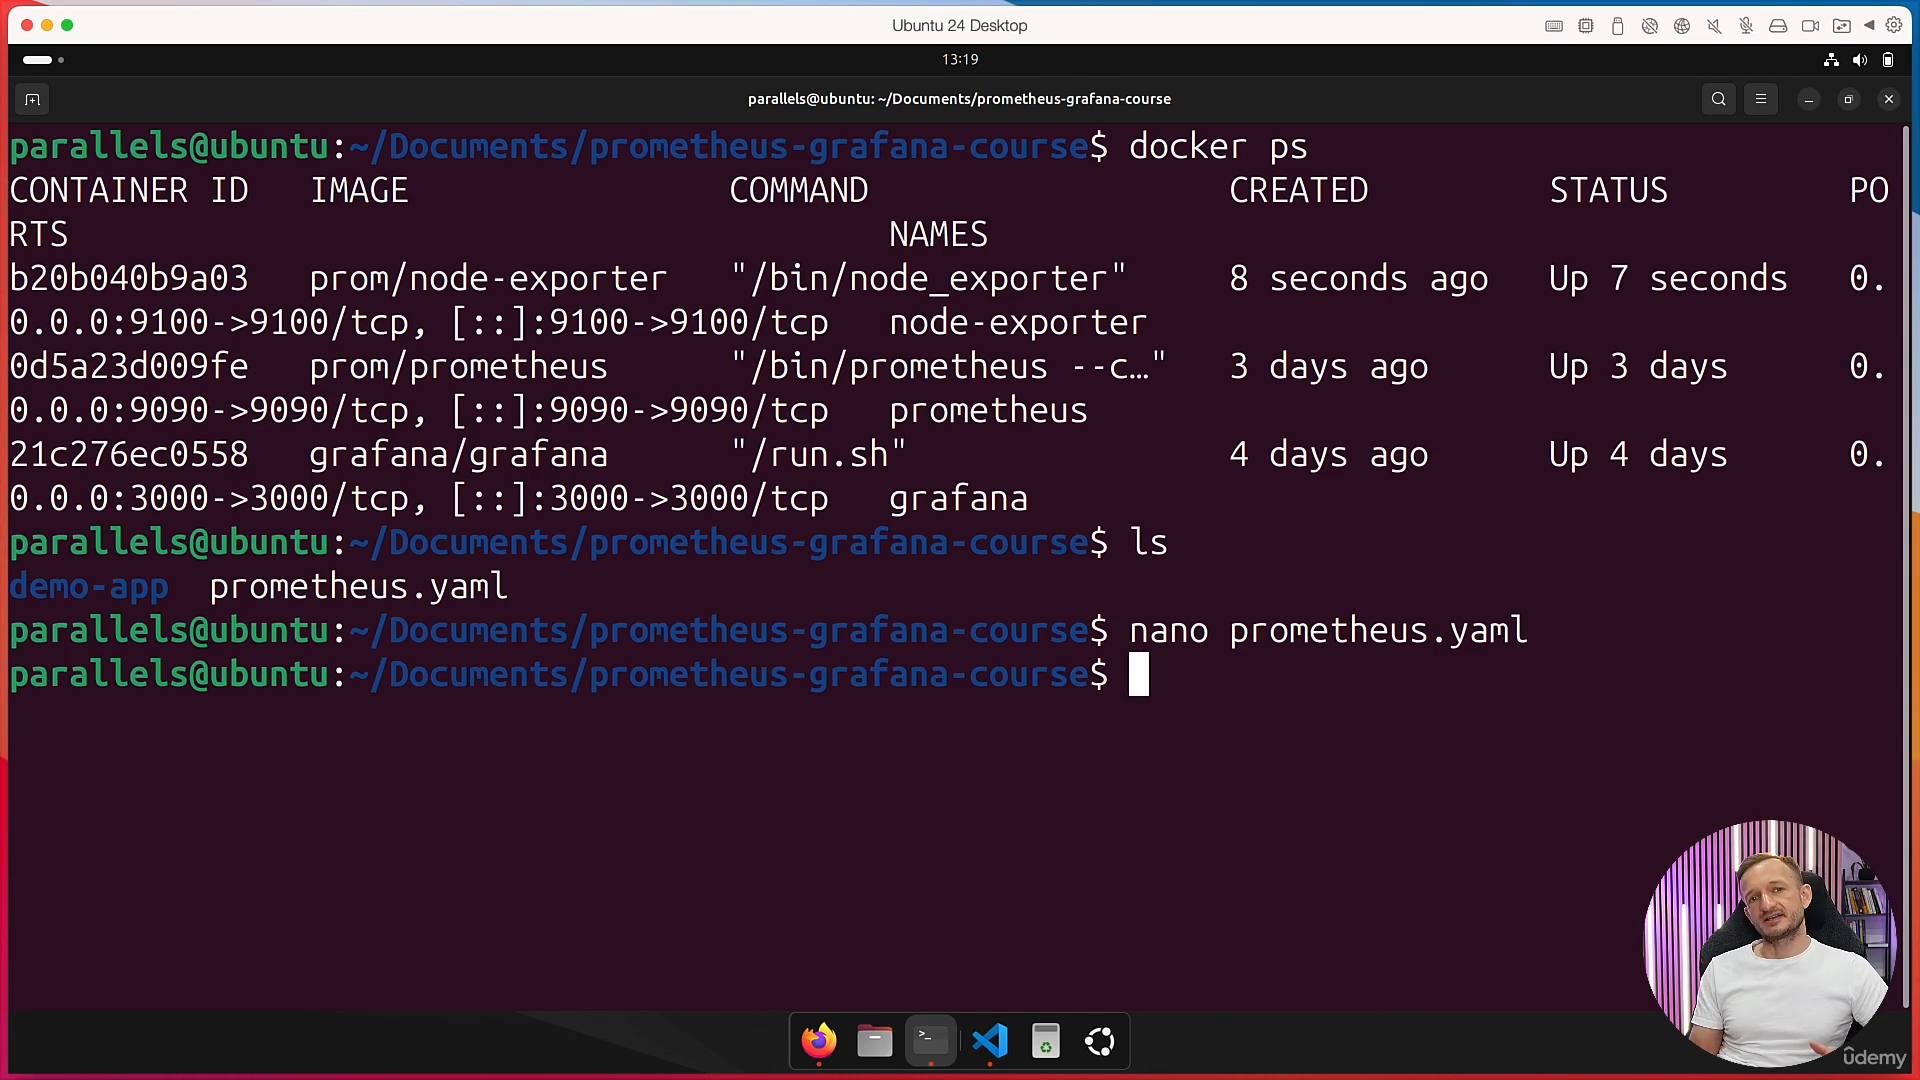 Ubuntu 24 Desktop
13:19
parallels@ubuntu: ~/Documents/prometheus-grafana-course
parallels@ubuntu:~/Documents/prometheus-grafana-course$ docker ps
CONTAINER ID   IMAGE                COMMAND                  CREATED         STATUS         PO
RTS                                         NAMES
b20b040b9a03   prom/node-exporter   "/bin/node_exporter"     8 seconds ago   Up 7 seconds   0.
0.0.0:9100->9100/tcp, [::]:9100->9100/tcp   node-exporter
0d5a23d009fe   prom/prometheus      "/bin/prometheus --c…"   3 days ago      Up 3 days      0.
0.0.0:9090->9090/tcp, [::]:9090->9090/tcp   prometheus
21c276ec0558   grafana/grafana      "/run.sh"                4 days ago      Up 4 days      0.
0.0.0:3000->3000/tcp, [::]:3000->3000/tcp   grafana
parallels@ubuntu:~/Documents/prometheus-grafana-course$ ls
demo-app  prometheus.yaml
parallels@ubuntu:~/Documents/prometheus-grafana-course$ nano prometheus.yaml
parallels@ubuntu:~/Documents/prometheus-grafana-course$
udemy